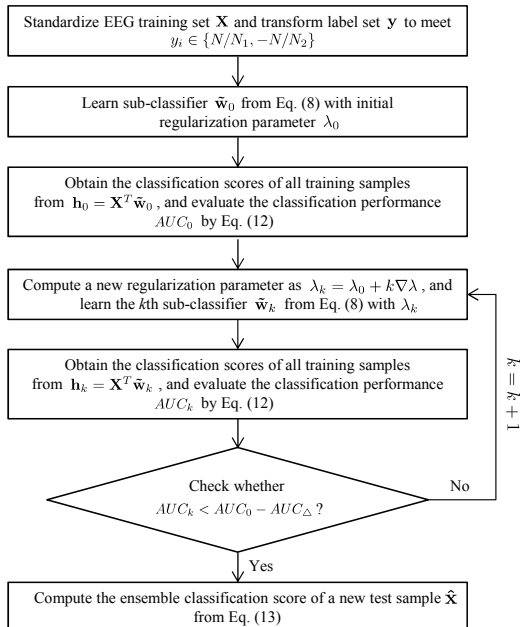 Standardize EEG training set X and transform label set y to meet
y_i ∈ {N/N_1, −N/N_2}
Learn sub-classifier w̃_0 from Eq. (8) with initial
regularization parameter λ_0
Obtain the classification scores of all training samples
from h_0 = X^T w̃_0 , and evaluate the classification performance
AUC_0 by Eq. (12)
Compute a new regularization parameter as λ_k = λ_0 + k∇λ , and
learn the kth sub-classifier w̃_k from Eq. (8) with λ_k
Obtain the classification scores of all training samples
from h_k = X^T w̃_k , and evaluate the classification performance
AUC_k by Eq. (12)
k = k + 1
Check whether
AUC_k < AUC_0 − AUC_△ ?
No
Yes
Compute the ensemble classification score of a new test sample x̂
from Eq. (13)